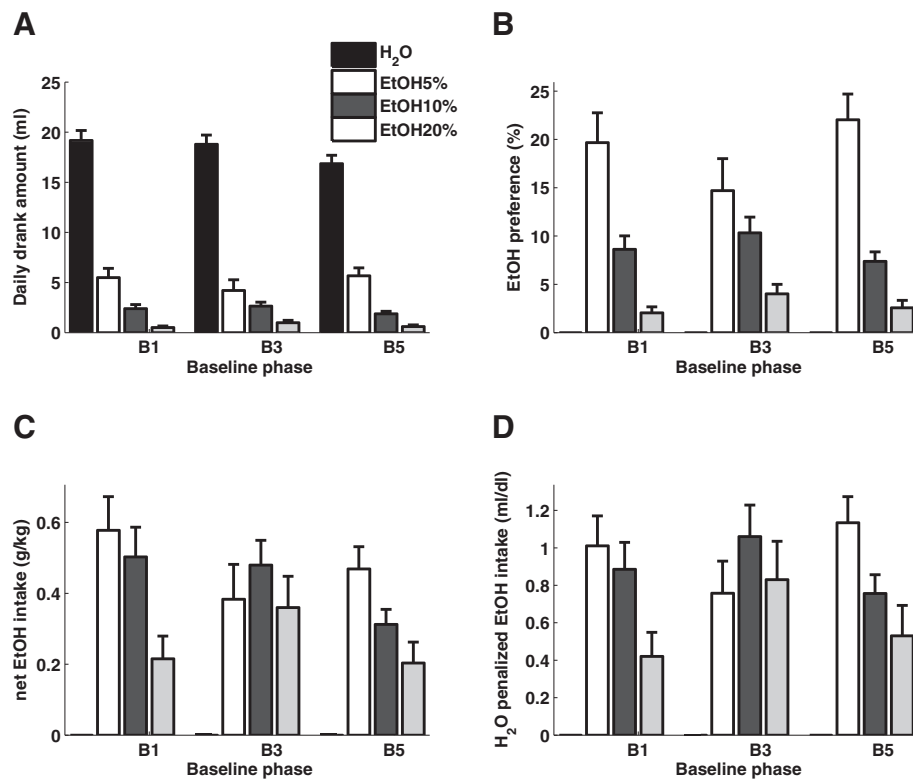 A
H2O
EtOH5%
EtOH10%
EtOH20%
25
20
15
10
5
0
Daily drank amount (ml)
B1 B3 B5
Baseline phase
B
25
20
15
10
5
0
EtOH preference (%)
B1 B3 B5
Baseline phase
C
0.6
0.4
0.2
0
net EtOH intake (g/kg)
B1 B3 B5
Baseline phase
D
1.2
1
0.8
0.6
0.4
0.2
0
H2O penalized EtOH intake (ml/dl)
B1 B3 B5
Baseline phase